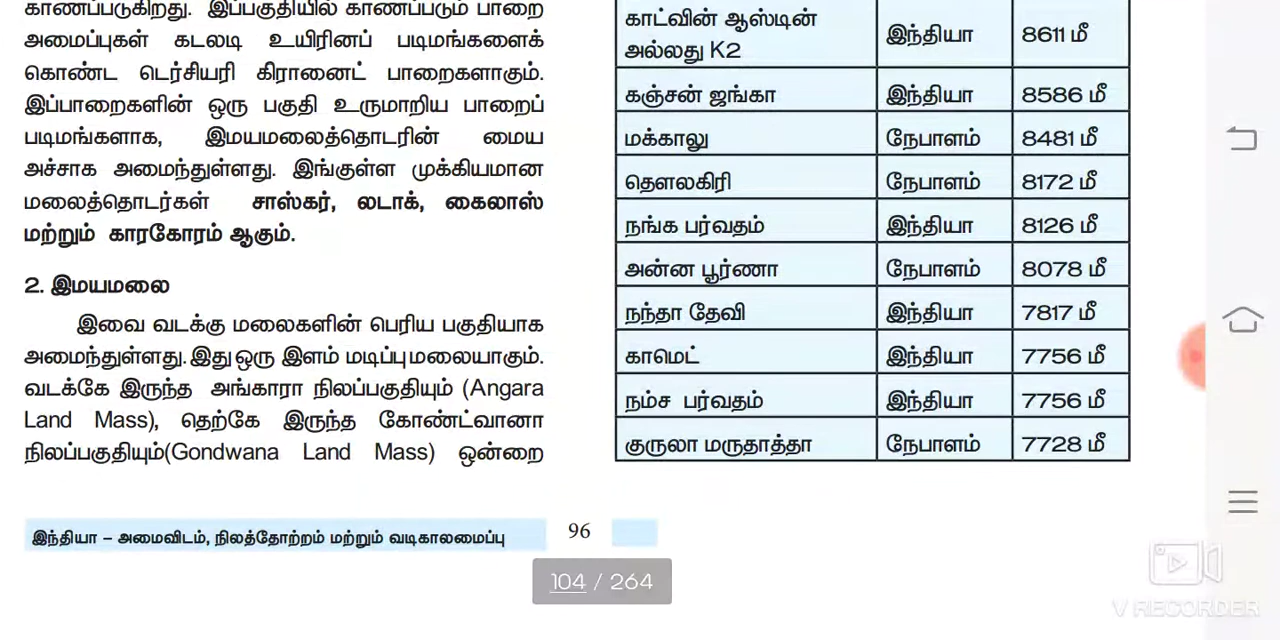 காணப்படுகிறது. இப்பகுதியில் காணப்படும் பாறை
அமைப்புகள் கடலடி உயிரினப் படிமங்களைக்
கொண்ட டெர்சியரி கிரானைட் பாறைகளாகும்.
இப்பாறைகளின் ஒரு பகுதி உருமாறிய பாறைப்
படிமங்களாக, இமயமலைத்தொடரின் மைய
அச்சாக அமைந்துள்ளது. இங்குள்ள முக்கியமான
மலைத்தொடர்கள் சாஸ்கர், லடாக், கைலாஸ்
மற்றும் காரகோரம் ஆகும்.
2. இமயமலை
இவை வடக்கு மலைகளின் பெரிய பகுதியாக
அமைந்துள்ளது. இது ஒரு இளம் மடிப்பு மலையாகும்.
வடக்கே இருந்த அங்காரா நிலப்பகுதியும் (Angara
Land Mass), தெற்கே இருந்த கோண்ட்வானா
நிலப்பகுதியும்(Gondwana Land Mass) ஒன்றை
காட்வின் ஆஸ்டின்
அல்லது K2 இந்தியா 8611 மீ
கஞ்சன் ஜங்கா இந்தியா 8586 மீ
மக்காலு நேபாளம் 8481 மீ
தௌலகிரி நேபாளம் 8172 மீ
நங்க பர்வதம் இந்தியா 8126 மீ
அன்ன பூர்ணா நேபாளம் 8078 மீ
நந்தா தேவி இந்தியா 7817 மீ
காமெட் இந்தியா 7756 மீ
நம்ச பர்வதம் இந்தியா 7756 மீ
குருலா மருதாத்தா நேபாளம் 7728 மீ
இந்தியா – அமைவிடம், நிலத்தோற்றம் மற்றும் வடிகாலமைப்பு 96
104 / 264
V RECORDER